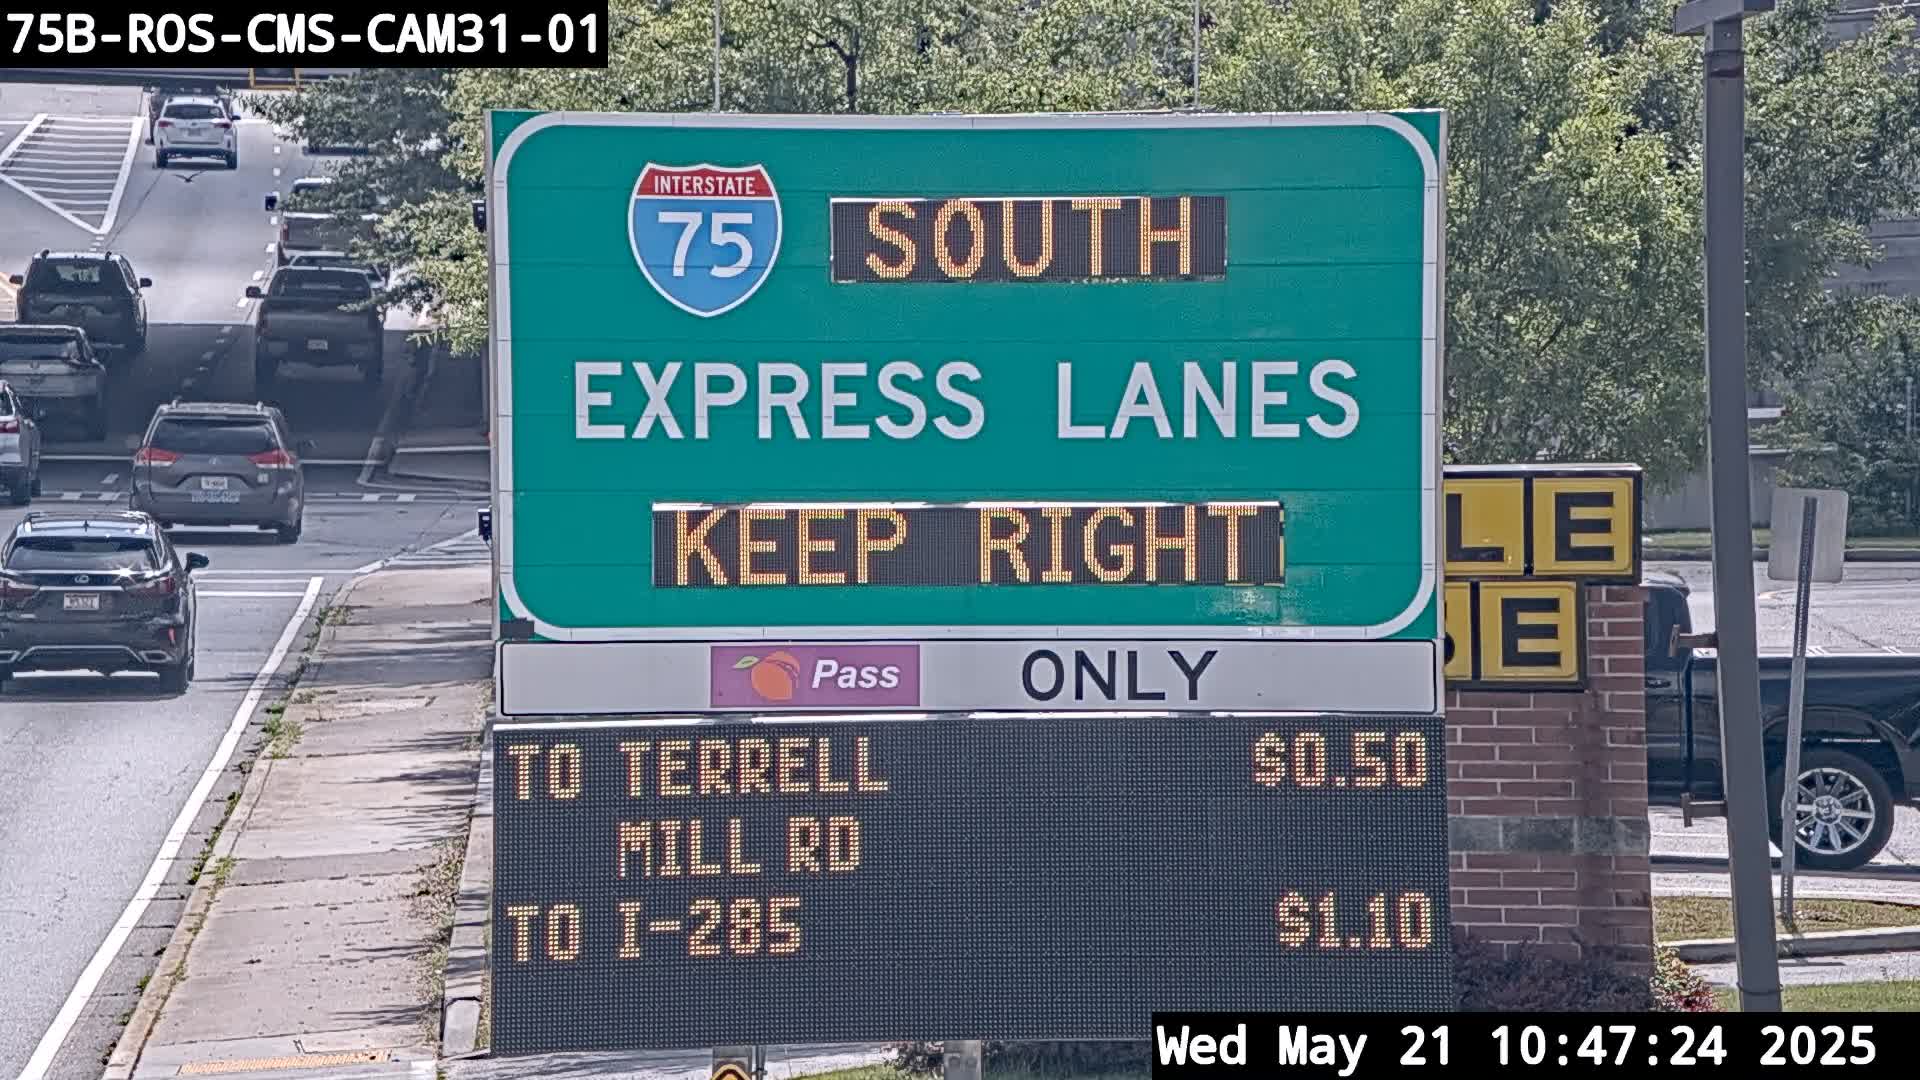 75B-ROS-CMS-CAM31-01
INTERSTATE
75
SOUTH
EXPRESS LANES
KEEP RIGHT
Pass ONLY
TO TERRELL $0.50
MILL RD
TO I-285 $1.10
LE
E
Wed May 21 10:47:24 2025